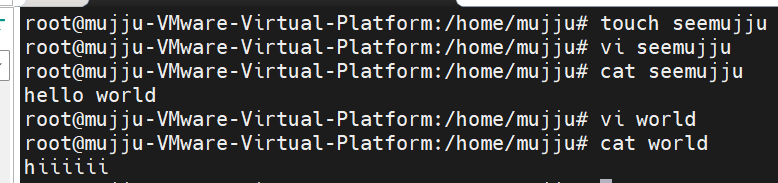 root@mujju-VMware-Virtual-Platform:/home/mujju# touch seemujju
root@mujju-VMware-Virtual-Platform:/home/mujju# vi seemujju
root@mujju-VMware-Virtual-Platform:/home/mujju# cat seemujju
hello world
root@mujju-VMware-Virtual-Platform:/home/mujju# vi world
root@mujju-VMware-Virtual-Platform:/home/mujju# cat world
hiiiiii